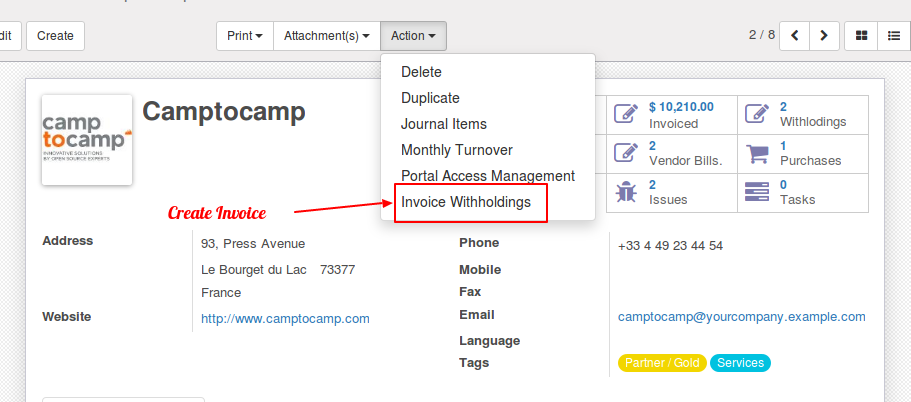 dit
Create
Print
Attachment(s)
Action
2 / 8
Delete
Duplicate
Journal Items
Monthly Turnover
Portal Access Management
Invoice Withholdings
camp
tocamp
INNOVATIVE SOLUTIONS
BY OPEN SOURCE EXPERTS
Camptocamp
$ 10,210.00
Invoiced
2
Withlodings
2
Vendor Bills.
1
Purchases
2
Issues
0
Tasks
Create Invoice
Address
93, Press Avenue
Le Bourget du Lac 73377
France
Website
http://www.camptocamp.com
Phone
+33 4 49 23 44 54
Mobile
Fax
Email
camptocamp@yourcompany.example.com
Language
Tags
Partner / Gold
Services